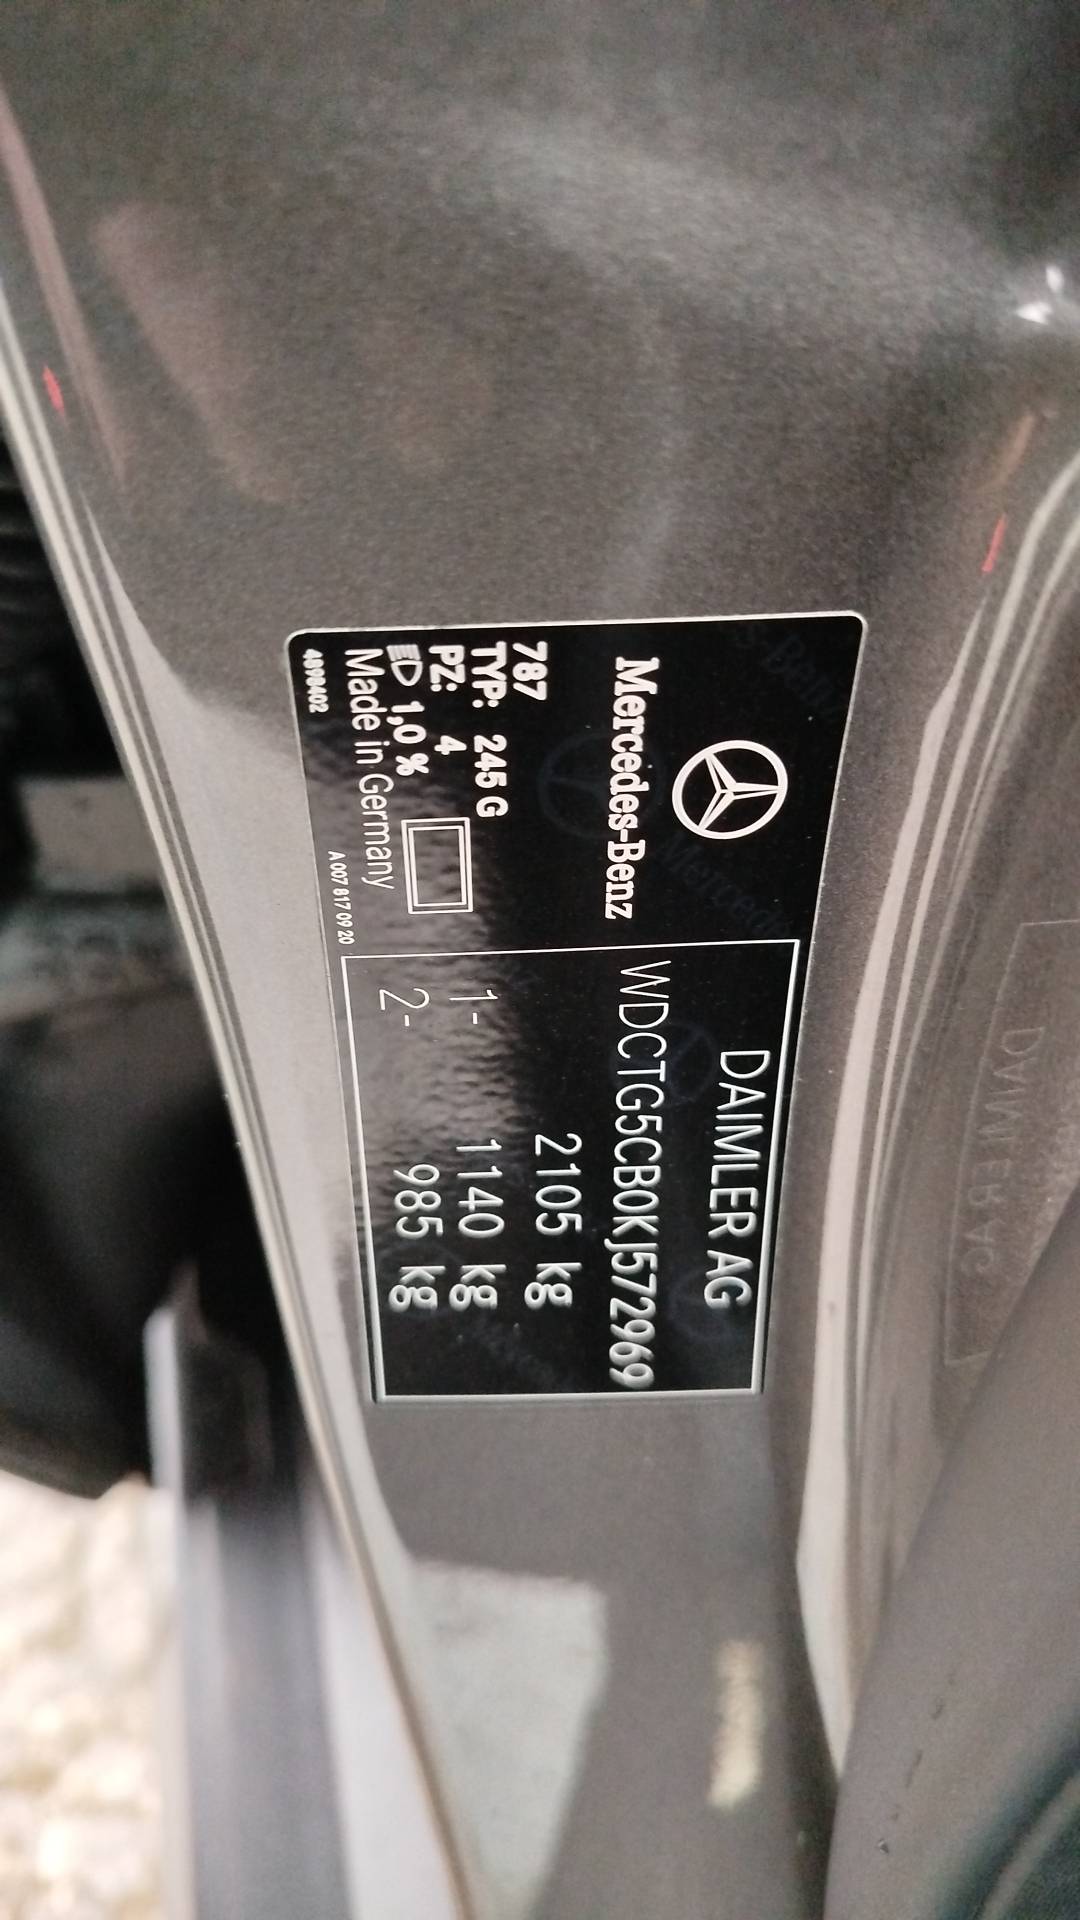 Mercedes-Benz
787
TYP: 245 G
PZ: 4
1,0 %
Made in Germany
4898402
A 007 817 09 20
DAIMLER AG
WDCTG5CB0KJ572969
2105 kg
1- 1140 kg
2- 985 kg